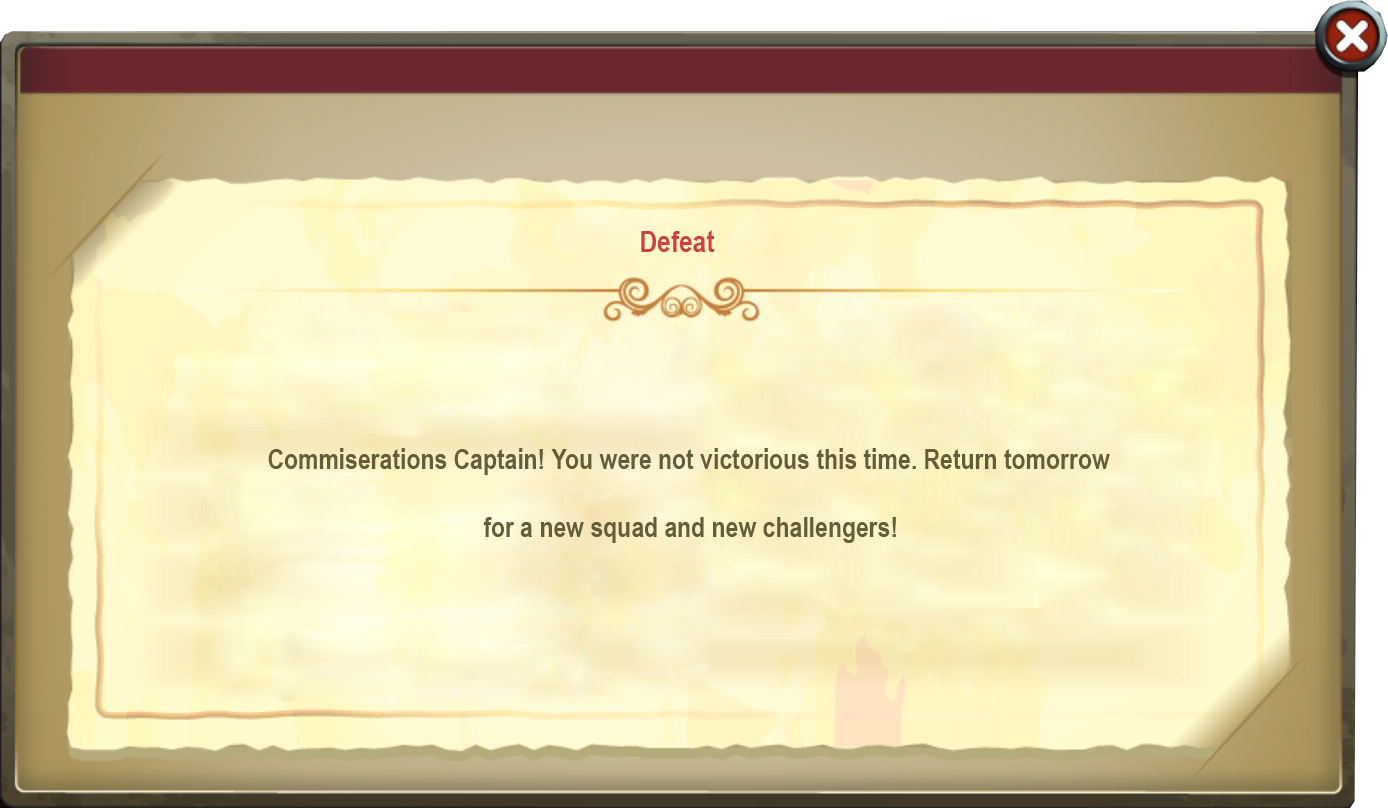 Defeat
Commiserations Captain! You were not victorious this time. Return tomorrow
for a new squad and new challengers!